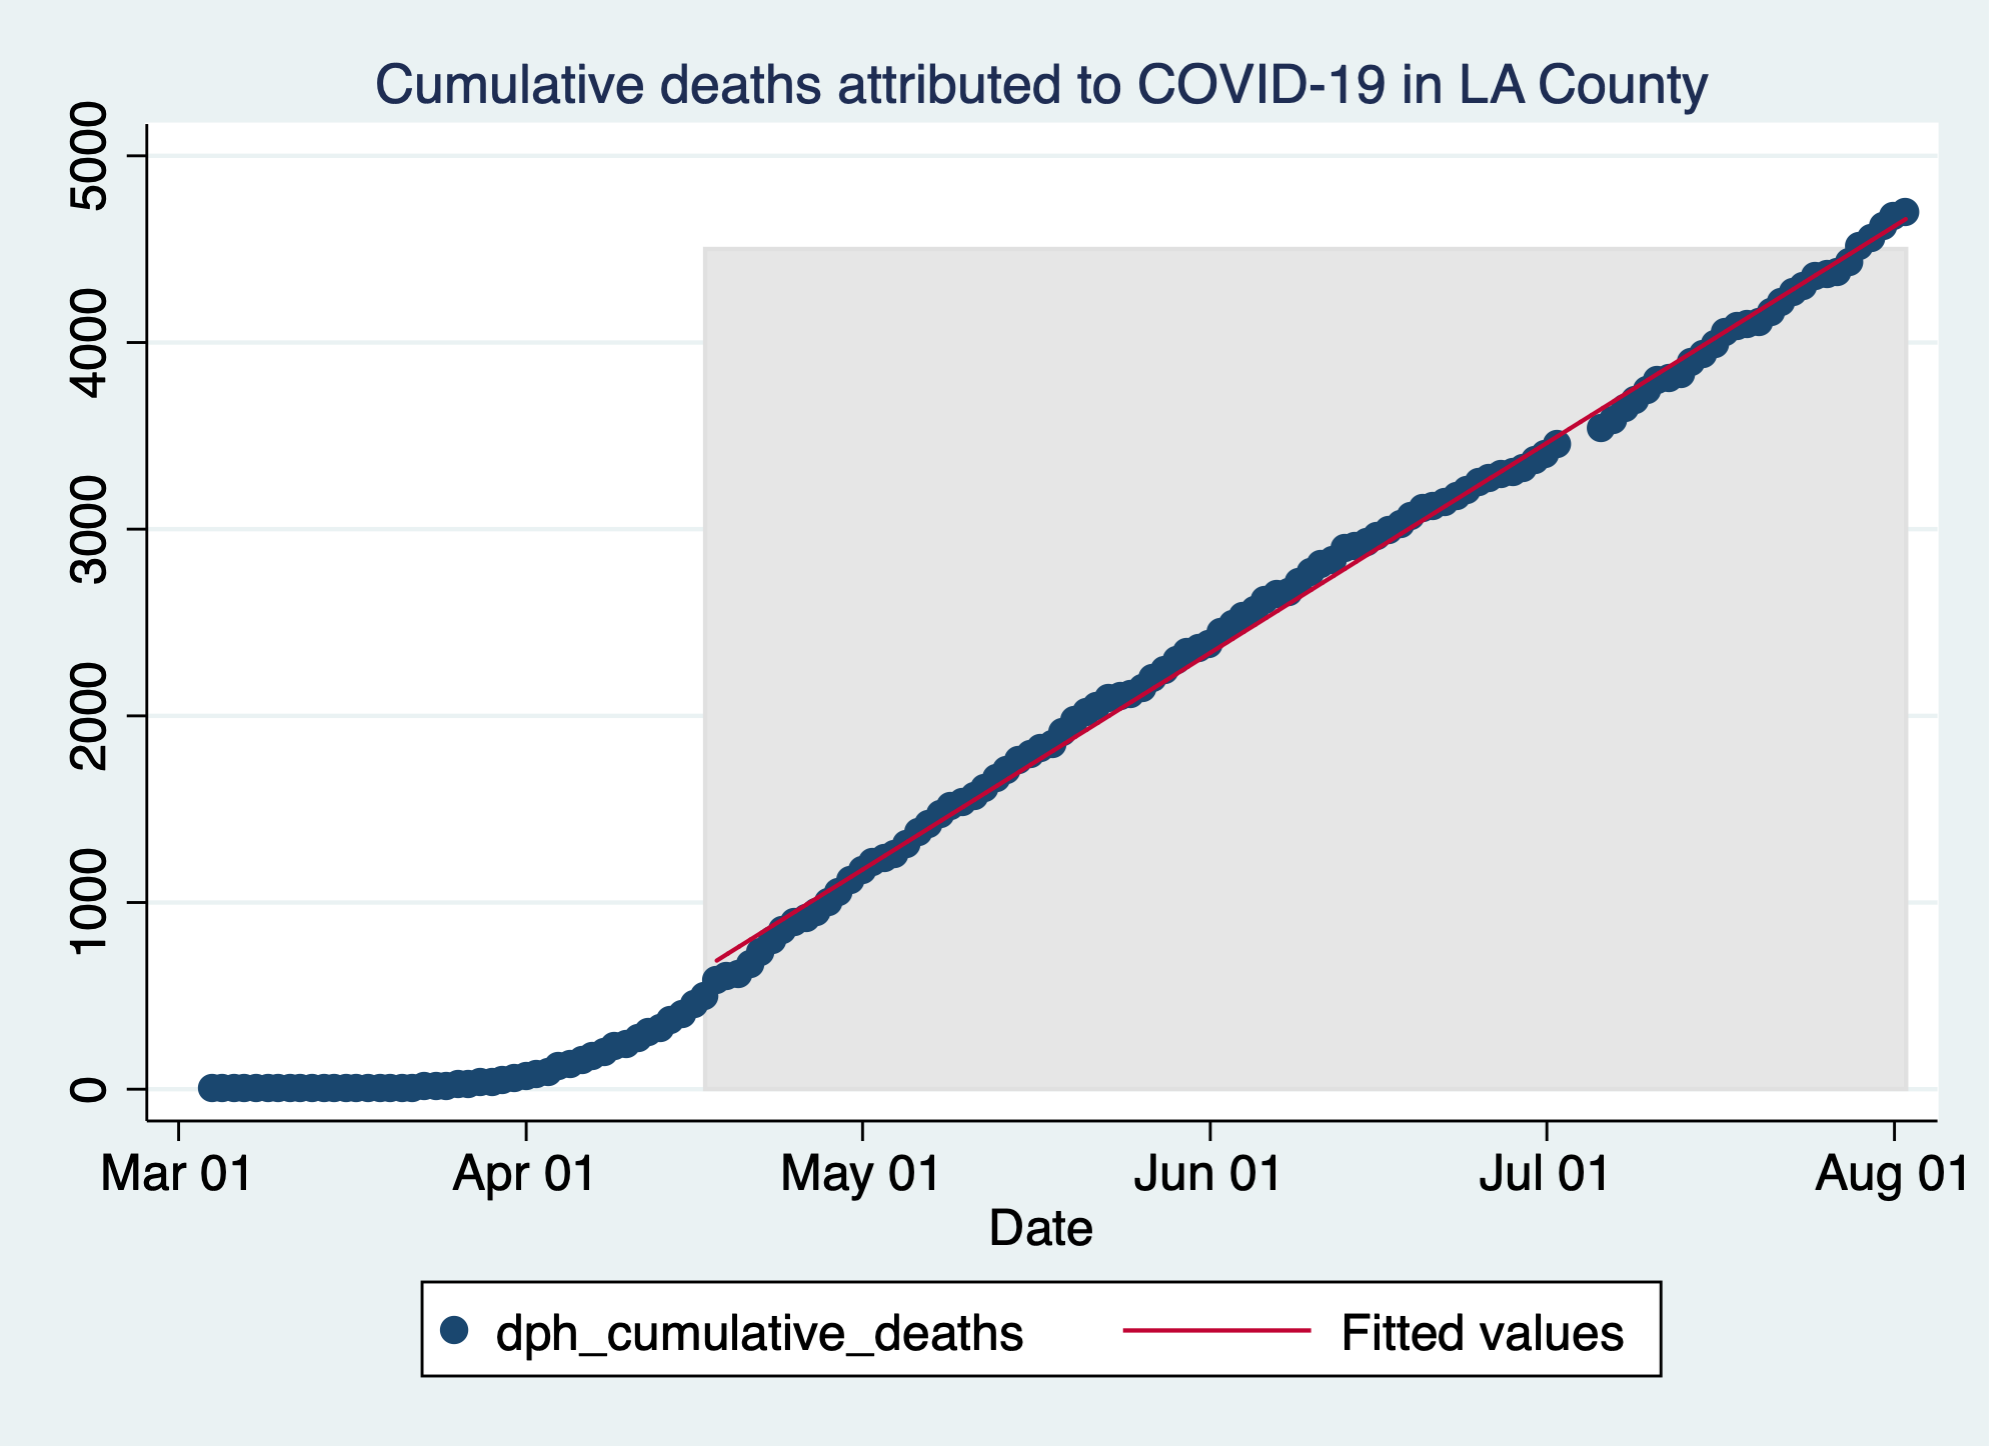 Cumulative deaths attributed to COVID-19 in LA County
5000
4000
3000
2000
1000
0
Mar 01 Apr 01 May 01 Jun 01 Jul 01 Aug 01
Date
dph_cumulative_deaths Fitted values